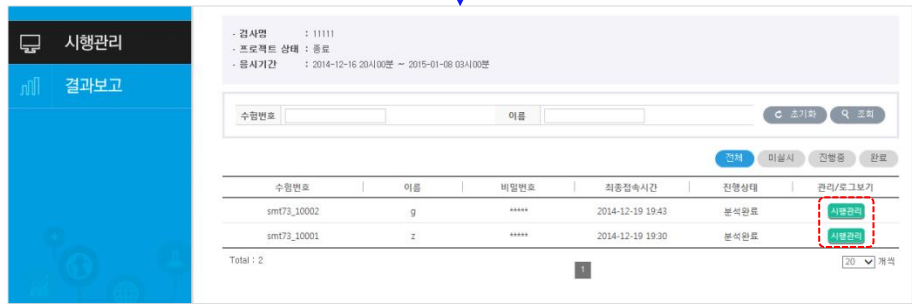 시행관리
결과보고
· 검사명 : 11111
· 프로젝트 상태 : 종료
· 응시기간 : 2014-12-16 20시00분 ~ 2015-01-08 03시00분
수험번호 이름 초기화 조회
전체 미실시 진행중 완료
수험번호 이름 비밀번호 최종접속시간 진행상태 관리/로그보기
smt73_10002 g ***** 2014-12-19 19:43 분석완료 시행관리
smt73_10001 z ***** 2014-12-19 19:30 분석완료 시행관리
Total : 2 1 20 개씩